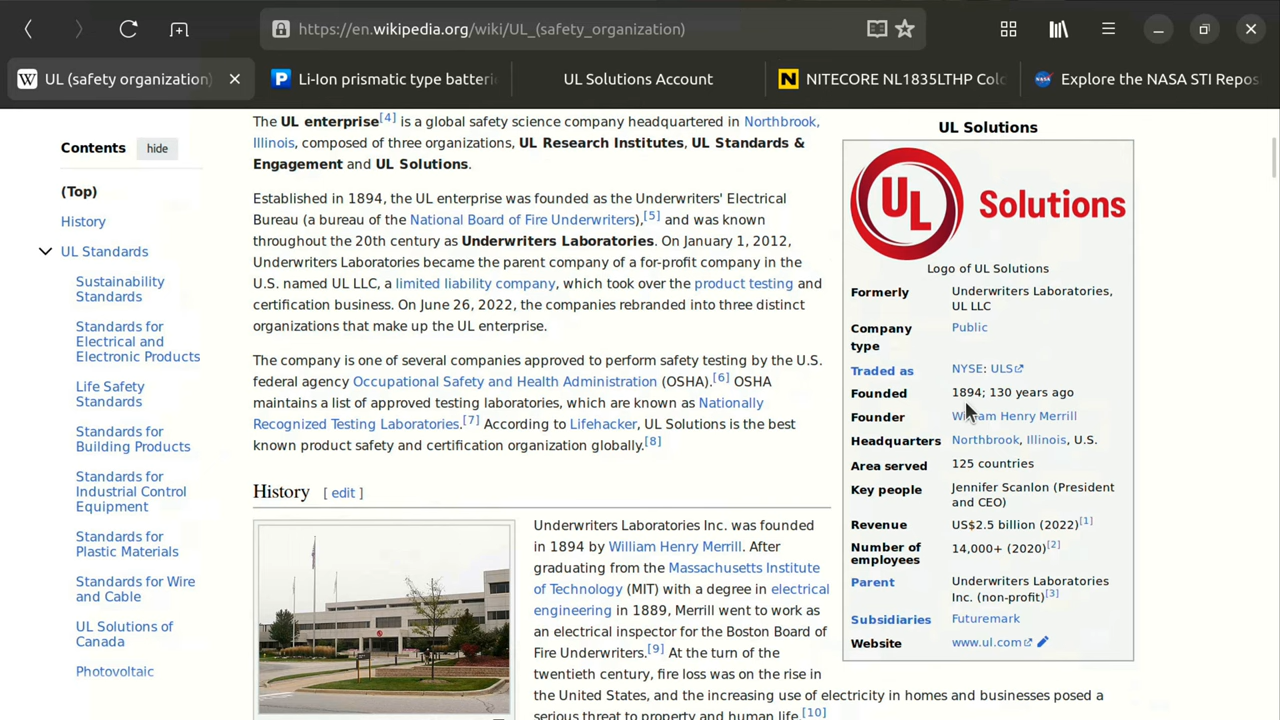 https://en.wikipedia.org/wiki/UL_(safety_organization)
UL (safety organization)
Li-Ion prismatic type batterie
UL Solutions Account
NITECORE NL1835LTHP Col
Explore the NASA STI Repos
Contents hide
(Top)
History
UL Standards
Sustainability
Standards
Standards for
Electrical and
Electronic Products
Life Safety
Standards
Standards for
Building Products
Standards for
Industrial Control
Equipment
Standards for
Plastic Materials
Standards for Wire
and Cable
UL Solutions of
Canada
Photovoltaic
The UL enterprise[4] is a global safety science company headquartered in Northbrook,
Illinois, composed of three organizations, UL Research Institutes, UL Standards &
Engagement and UL Solutions.
Established in 1894, the UL enterprise was founded as the Underwriters' Electrical
Bureau (a bureau of the National Board of Fire Underwriters),[5] and was known
throughout the 20th century as Underwriters Laboratories. On January 1, 2012,
Underwriters Laboratories became the parent company of a for-profit company in the
U.S. named UL LLC, a limited liability company, which took over the product testing and
certification business. On June 26, 2022, the companies rebranded into three distinct
organizations that make up the UL enterprise.
The company is one of several companies approved to perform safety testing by the U.S.
federal agency Occupational Safety and Health Administration (OSHA).[6] OSHA
maintains a list of approved testing laboratories, which are known as Nationally
Recognized Testing Laboratories.[7] According to Lifehacker, UL Solutions is the best
known product safety and certification organization globally.[8]
History [ edit ]
Underwriters Laboratories Inc. was founded
in 1894 by William Henry Merrill. After
graduating from the Massachusetts Institute
of Technology (MIT) with a degree in electrical
engineering in 1889, Merrill went to work as
an electrical inspector for the Boston Board of
Fire Underwriters.[9] At the turn of the
twentieth century, fire loss was on the rise in
the United States, and the increasing use of electricity in homes and businesses posed a
serious threat to property and human life.[10]
UL Solutions
UL Solutions
Logo of UL Solutions
Formerly Underwriters Laboratories,
UL LLC
Company type Public
Traded as NYSE: ULS
Founded 1894; 130 years ago
Founder William Henry Merrill
Headquarters Northbrook, Illinois, U.S.
Area served 125 countries
Key people Jennifer Scanlon (President
and CEO)
Revenue US$2.5 billion (2022)[1]
Number of employees 14,000+ (2020)[2]
Parent Underwriters Laboratories
Inc. (non-profit)[3]
Subsidiaries Futuremark
Website www.ul.com